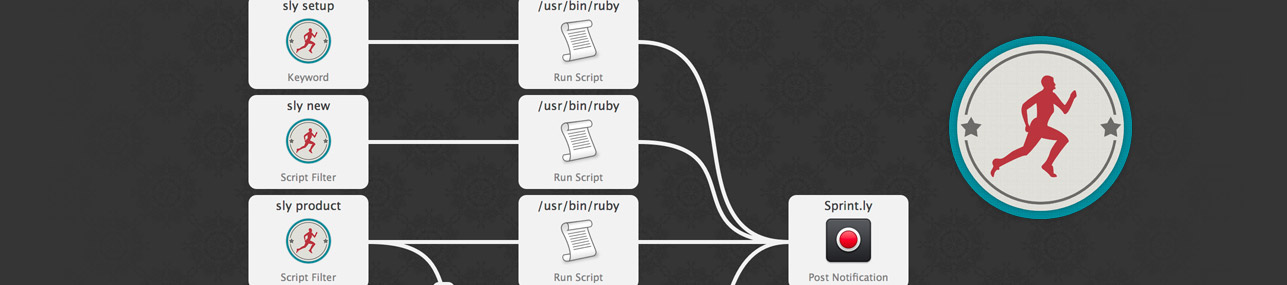 sly setup
Keyword
/usr/bin/ruby
Run Script
sly new
Script Filter
/usr/bin/ruby
Run Script
sly product
Script Filter
/usr/bin/ruby
Run Script
Sprint.ly
Post Notification